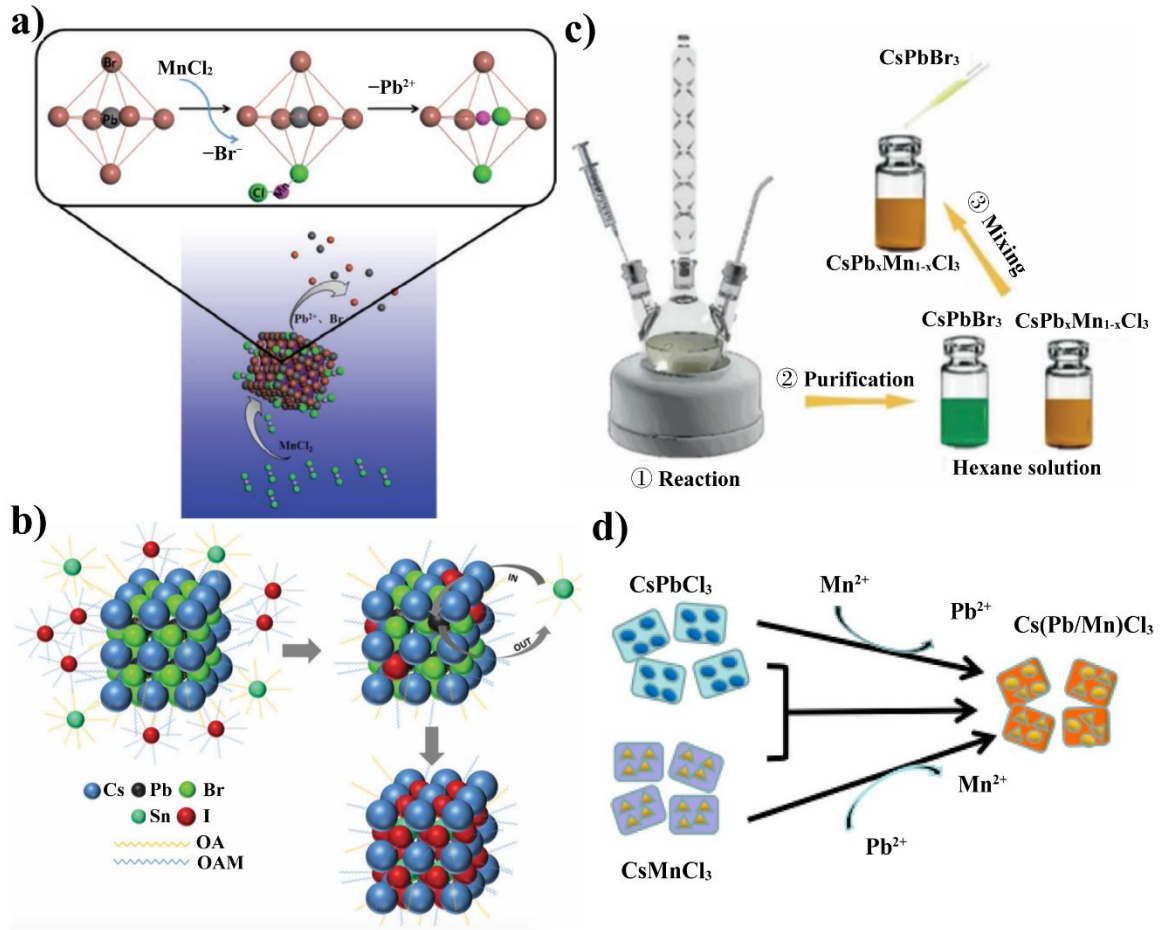 a)
Br
Pb
MnCl₂
−Br⁻
−Pb²⁺
Cl
Pb²⁺、Br
MnCl₂
b)
IN
OUT
Cs Pb Br
Sn I
OA
OAM
c)
CsPbBr₃
CsPbₓMn₁₋ₓCl₃
③ Mixing
CsPbBr₃ CsPbₓMn₁₋ₓCl₃
② Purification
Hexane solution
① Reaction
d)
CsPbCl₃
Mn²⁺
Pb²⁺
Cs(Pb/Mn)Cl₃
Mn²⁺
Pb²⁺
CsMnCl₃